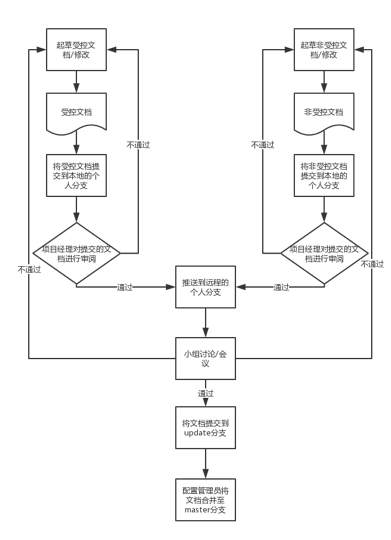 起草受控文
档/修改
起草非受控文
档/修改
受控文档
非受控文档
不通过
不通过
将受控文档提
交到本地的个
人分支
将非受控文档
提交到本地的
个人分支
项目经理对提交的文
档进行审阅
项目经理对提交的文
档进行审阅
不通过
不通过
通过
推送到远程的
个人分支
通过
小组讨论/会
议
通过
将文档提交到
update分支
配置管理员将
文档合并至
master分支